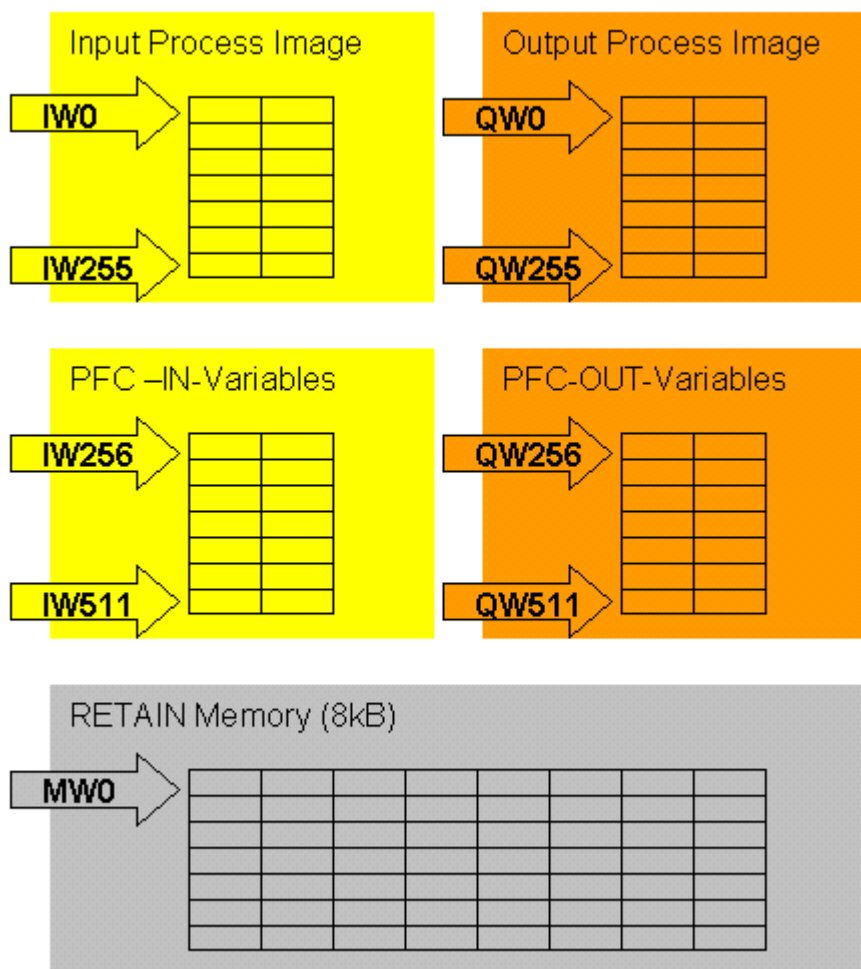 Input Process Image
IW0
IW255
Output Process Image
QW0
QW255
PFC –IN-Variables
IW256
IW511
PFC-OUT-Variables
QW256
QW511
RETAIN Memory (8kB)
MW0